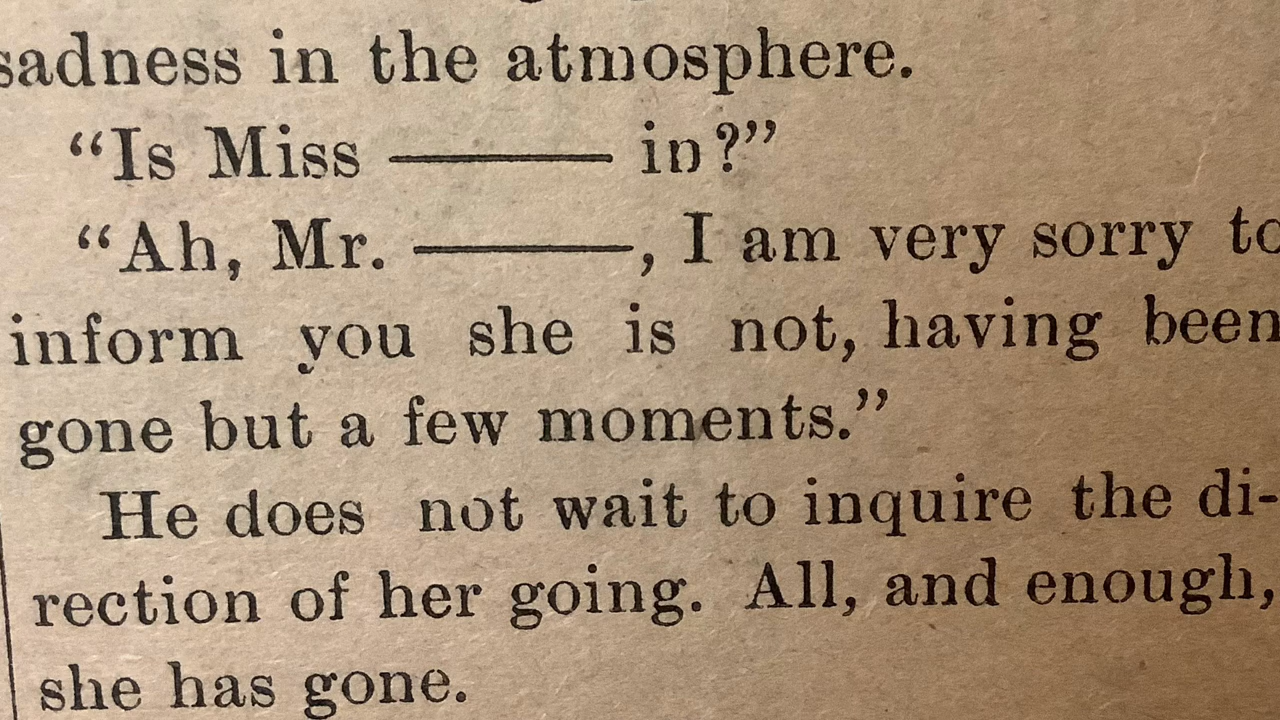 sadness in the atmosphere.
“Is Miss ——— in?”
“Ah, Mr. ———, I am very sorry to
inform you she is not, having been
gone but a few moments.”
He does not wait to inquire the di-
rection of her going. All, and enough,
she has gone.